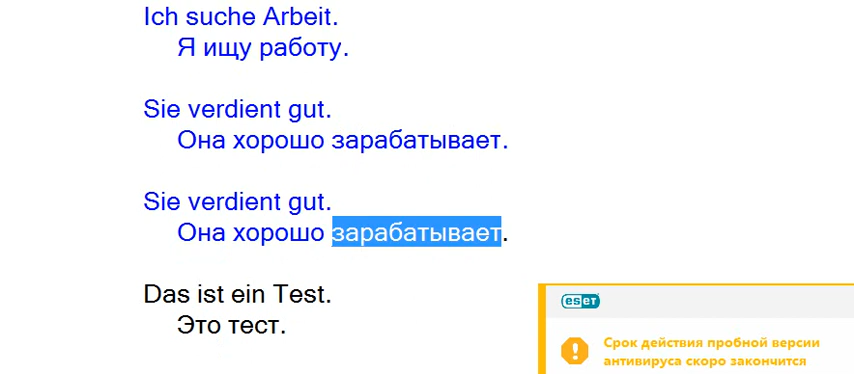 Ich suche Arbeit.
Я ищу работу.
Sie verdient gut.
Она хорошо зарабатывает.
Sie verdient gut.
Она хорошо зарабатывает.
Das ist ein Test.
Это тест.
eset
Срок действия пробной версии
антивируса скоро закончится